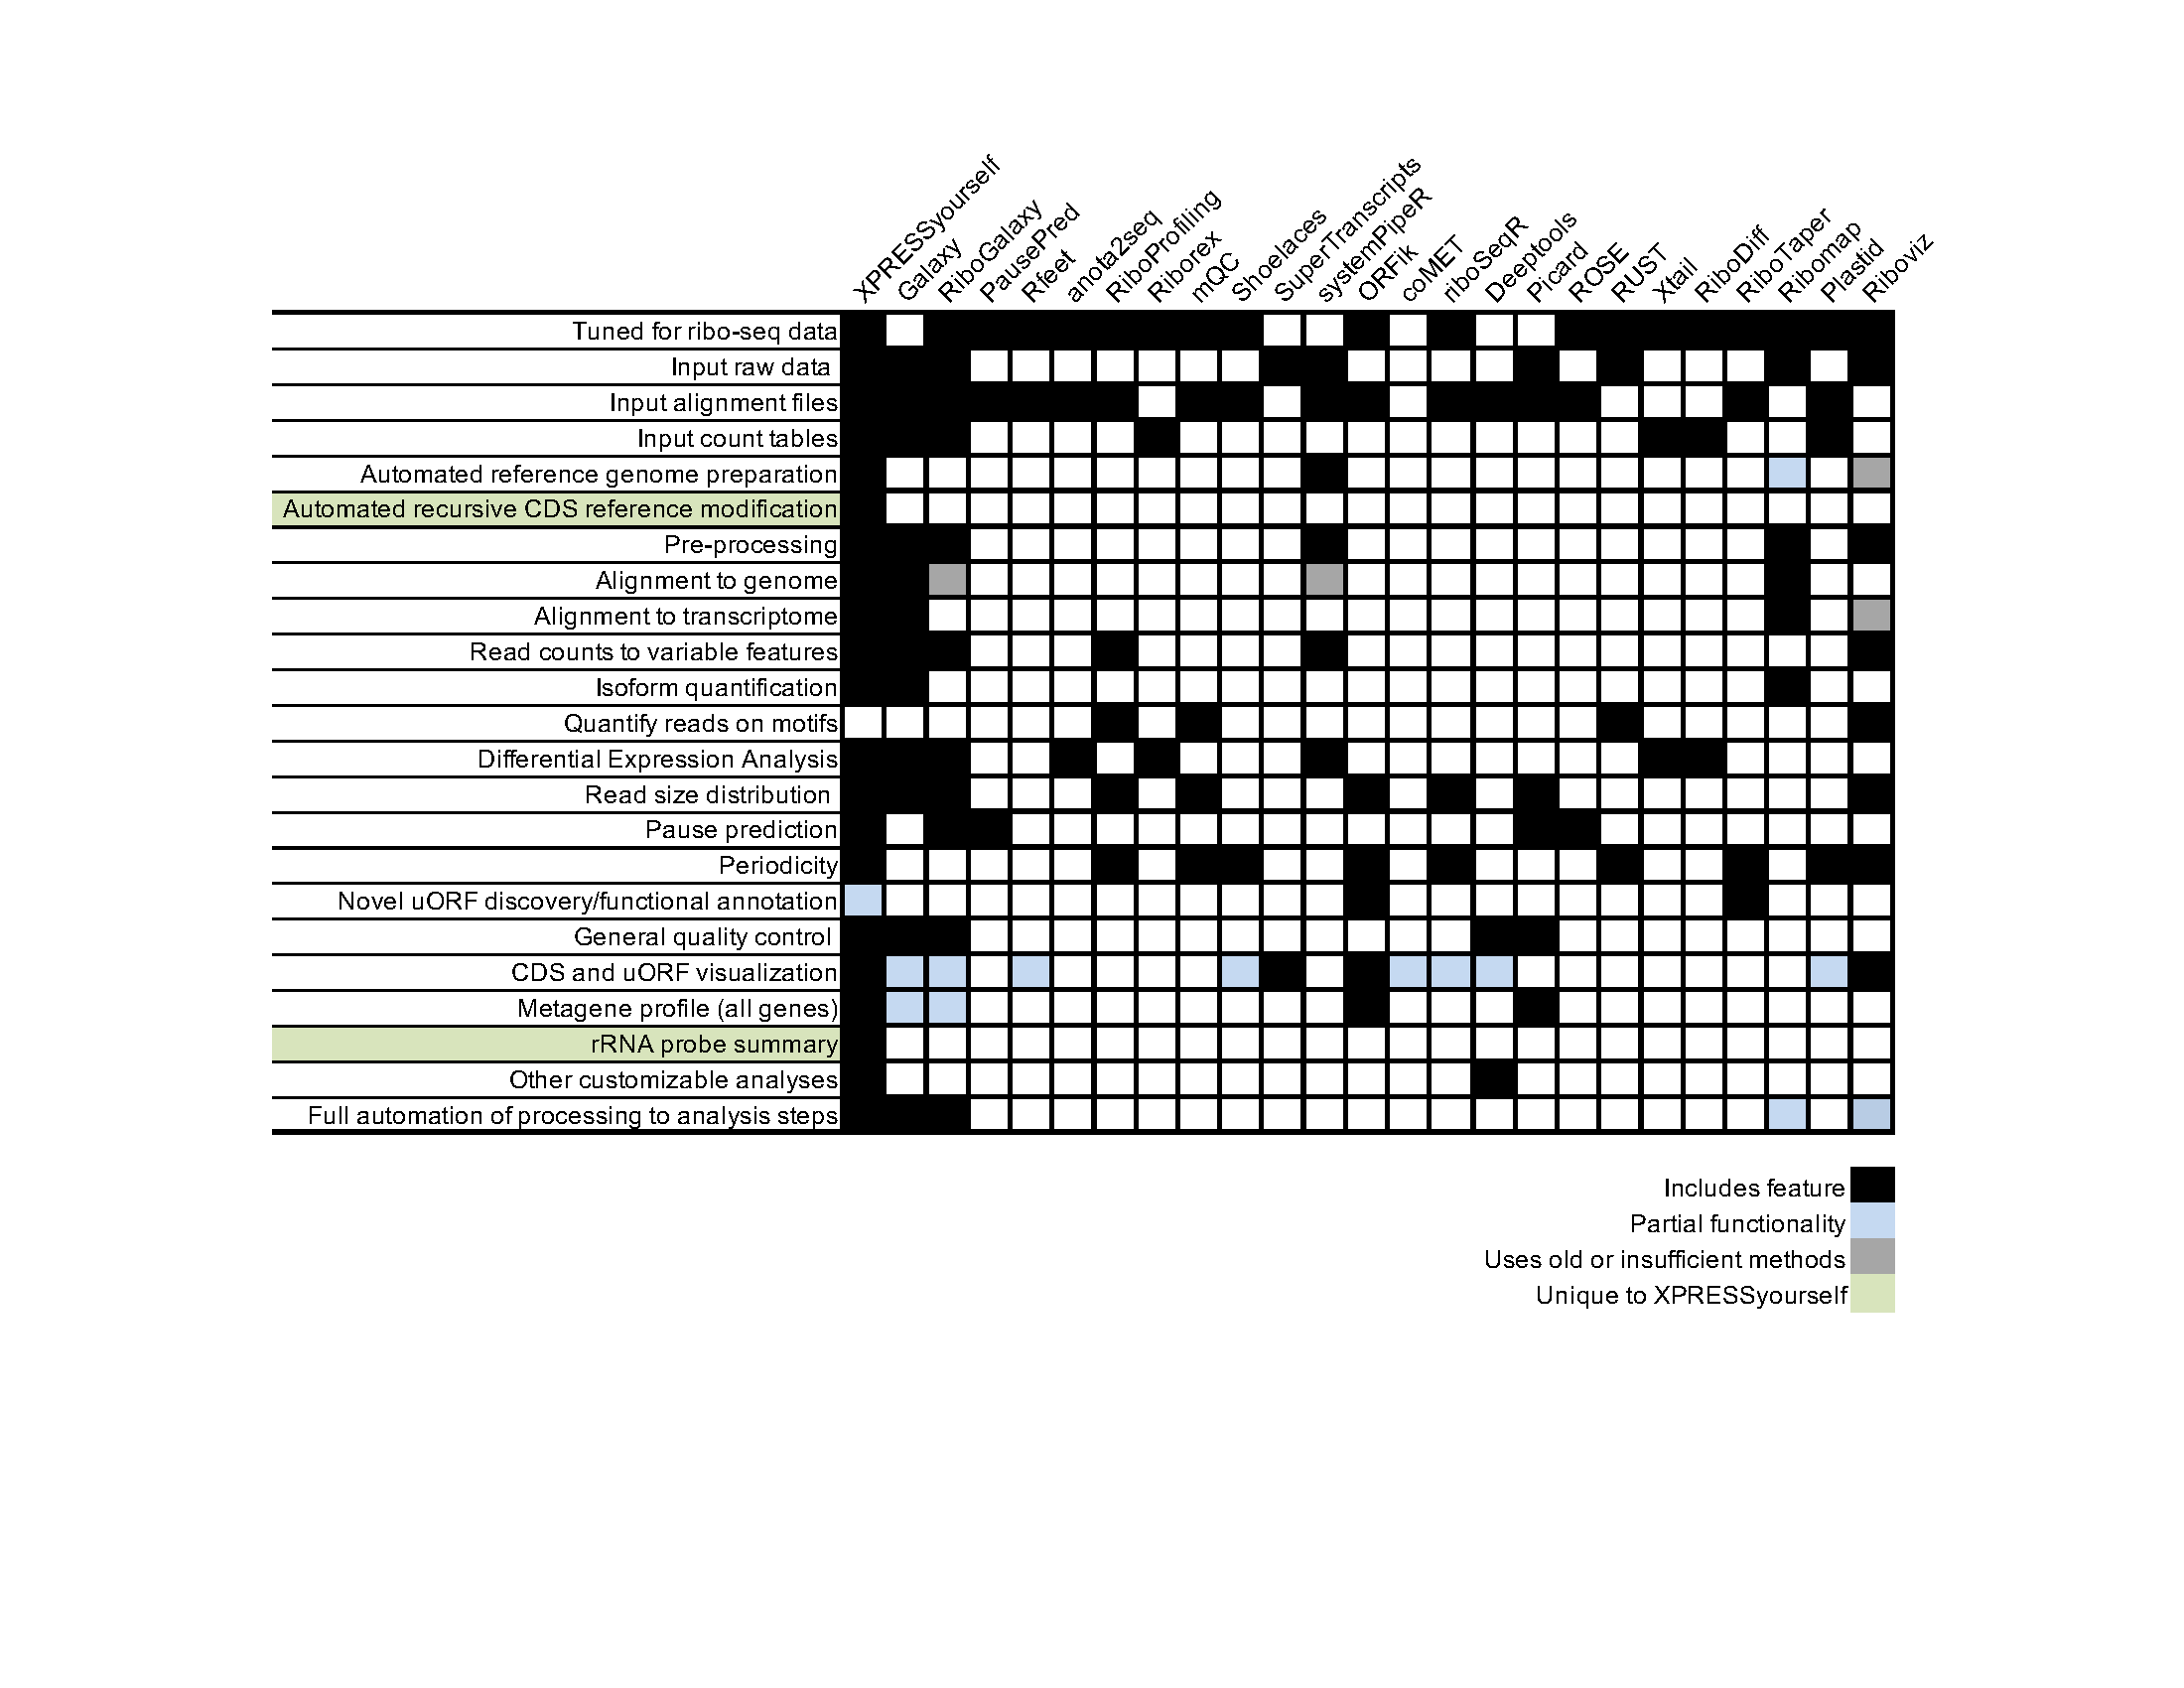 XPRESSyourself
Galaxy
RiboGalaxy
PausePred
Rfeet
anota2seq
RiboProfiling
Riborex
mQC
Shoelaces
SuperTranscripts
systemPipeR
ORFik
coMET
riboSeqR
Deeptools
Picard
ROSE
RUST
Xtail
RiboDiff
RiboTaper
Ribomap
Plastid
Riboviz
Tuned for ribo-seq data
Input raw data
Input alignment files
Input count tables
Automated reference genome preparation
Automated recursive CDS reference modification
Pre-processing
Alignment to genome
Alignment to transcriptome
Read counts to variable features
Isoform quantification
Quantify reads on motifs
Differential Expression Analysis
Read size distribution
Pause prediction
Periodicity
Novel uORF discovery/functional annotation
General quality control
CDS and uORF visualization
Metagene profile (all genes)
rRNA probe summary
Other customizable analyses
Full automation of processing to analysis steps
Includes feature
Partial functionality
Uses old or insufficient methods
Unique to XPRESSyourself